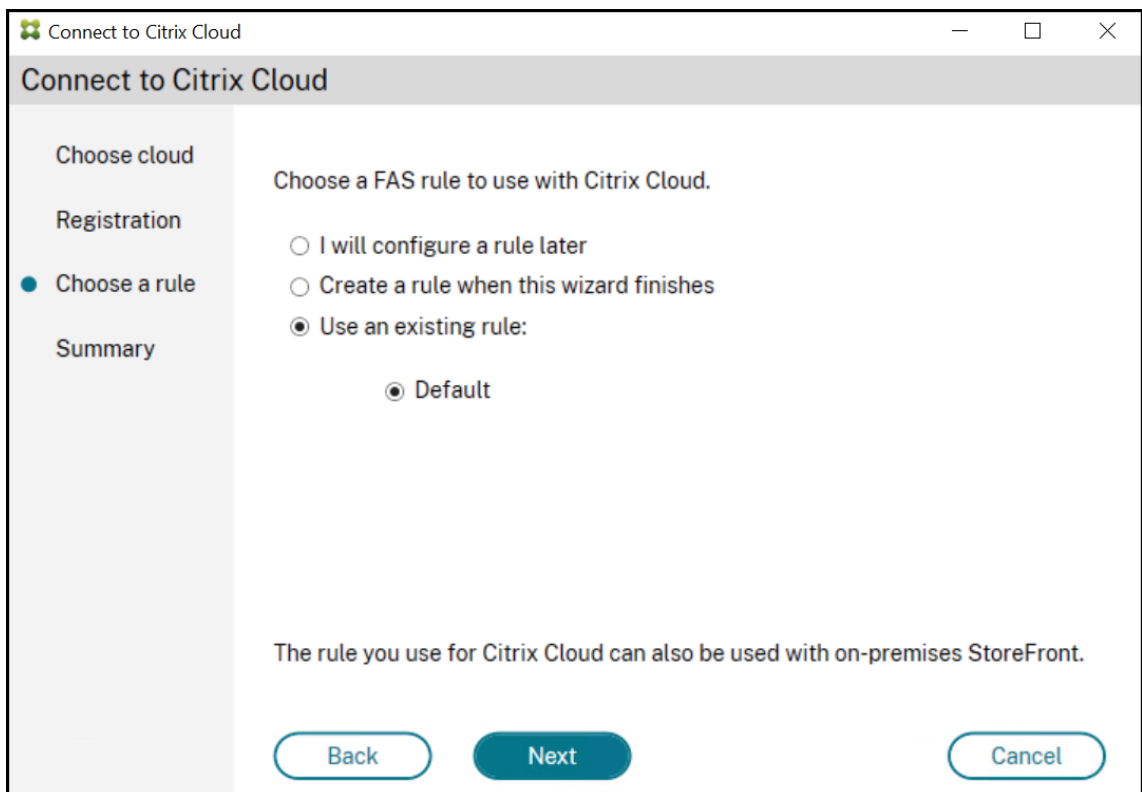 Connect to Citrix Cloud
Connect to Citrix Cloud
Choose cloud
Registration
Choose a rule
Summary
Choose a FAS rule to use with Citrix Cloud.
I will configure a rule later
Create a rule when this wizard finishes
Use an existing rule:
Default
The rule you use for Citrix Cloud can also be used with on-premises StoreFront.
Back
Next
Cancel